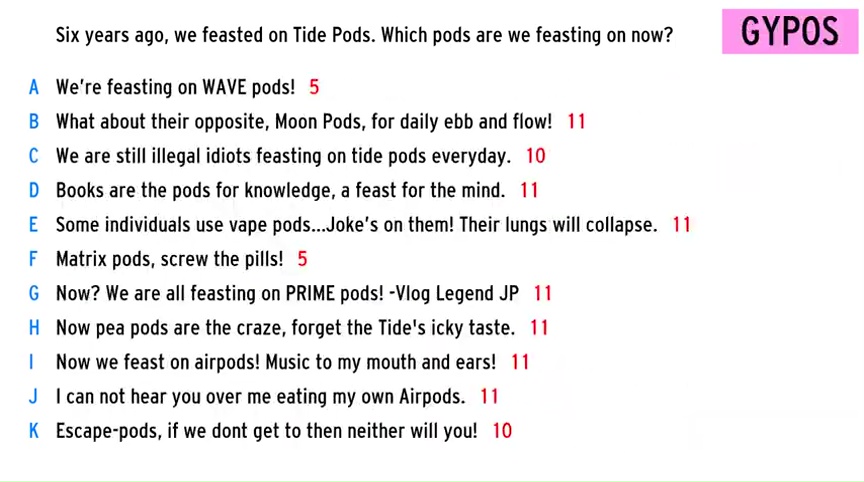 Six years ago, we feasted on Tide Pods. Which pods are we feasting on now?
GYPOS
A We're feasting on WAVE pods! 5
B What about their opposite, Moon Pods, for daily ebb and flow! 11
C We are still illegal idiots feasting on tide pods everyday. 10
D Books are the pods for knowledge, a feast for the mind. 11
E Some individuals use vape pods...Joke's on them! Their lungs will collapse. 11
F Matrix pods, screw the pills! 5
G Now? We are all feasting on PRIME pods! -Vlog Legend JP 11
H Now pea pods are the craze, forget the Tide's icky taste. 11
I Now we feast on airpods! Music to my mouth and ears! 11
J I can not hear you over me eating my own Airpods. 11
K Escape-pods, if we dont get to then neither will you! 10